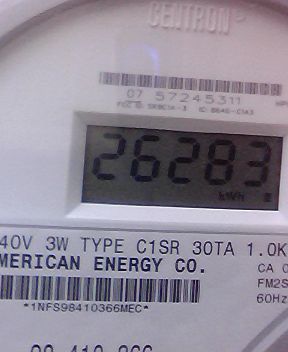 CENTRON
07 57245311
26283
kWh
40V 3W TYPE C1SR 30TA 1.0K
MERICAN ENERGY CO.
CA 0
FM2S
60Hz
*1NFS98410366MEC*